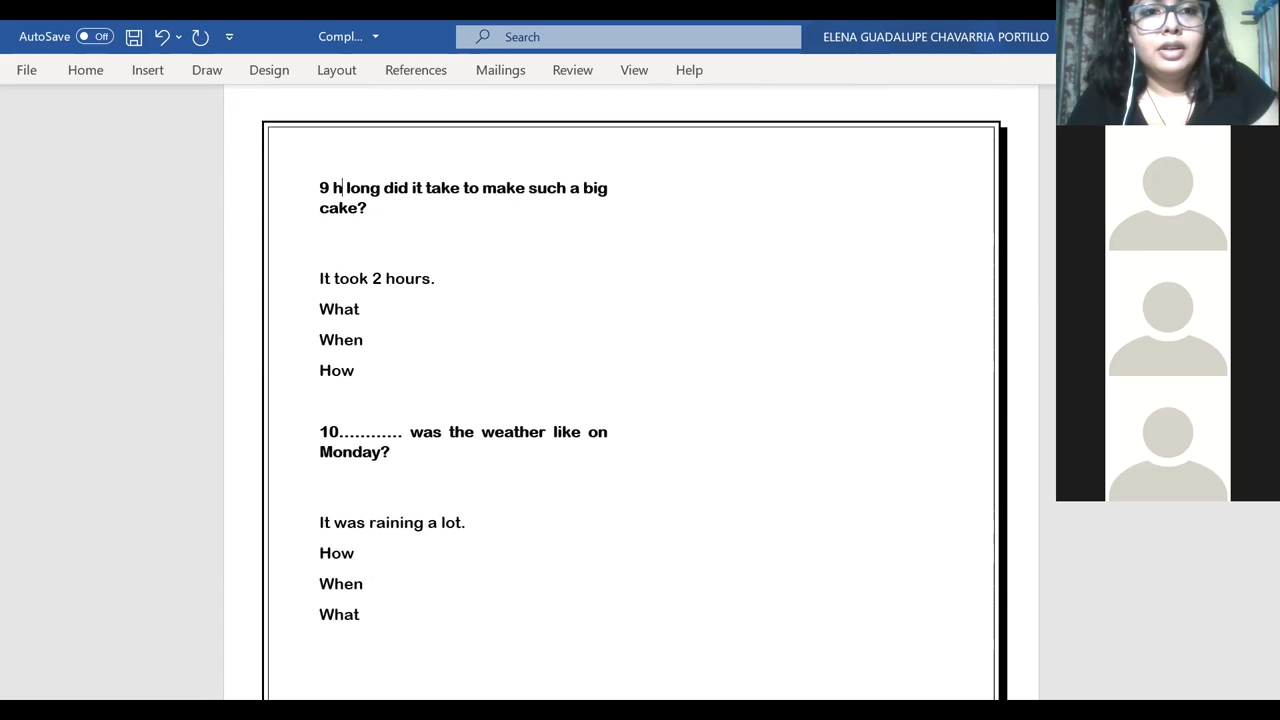 AutoSave Off Compl... Search ELENA GUADALUPE CHAVARRIA PORTILLO
File Home Insert Draw Design Layout References Mailings Review View Help
9 h long did it take to make such a big
cake?
It took 2 hours.
What
When
How
10............ was the weather like on
Monday?
It was raining a lot.
How
When
What